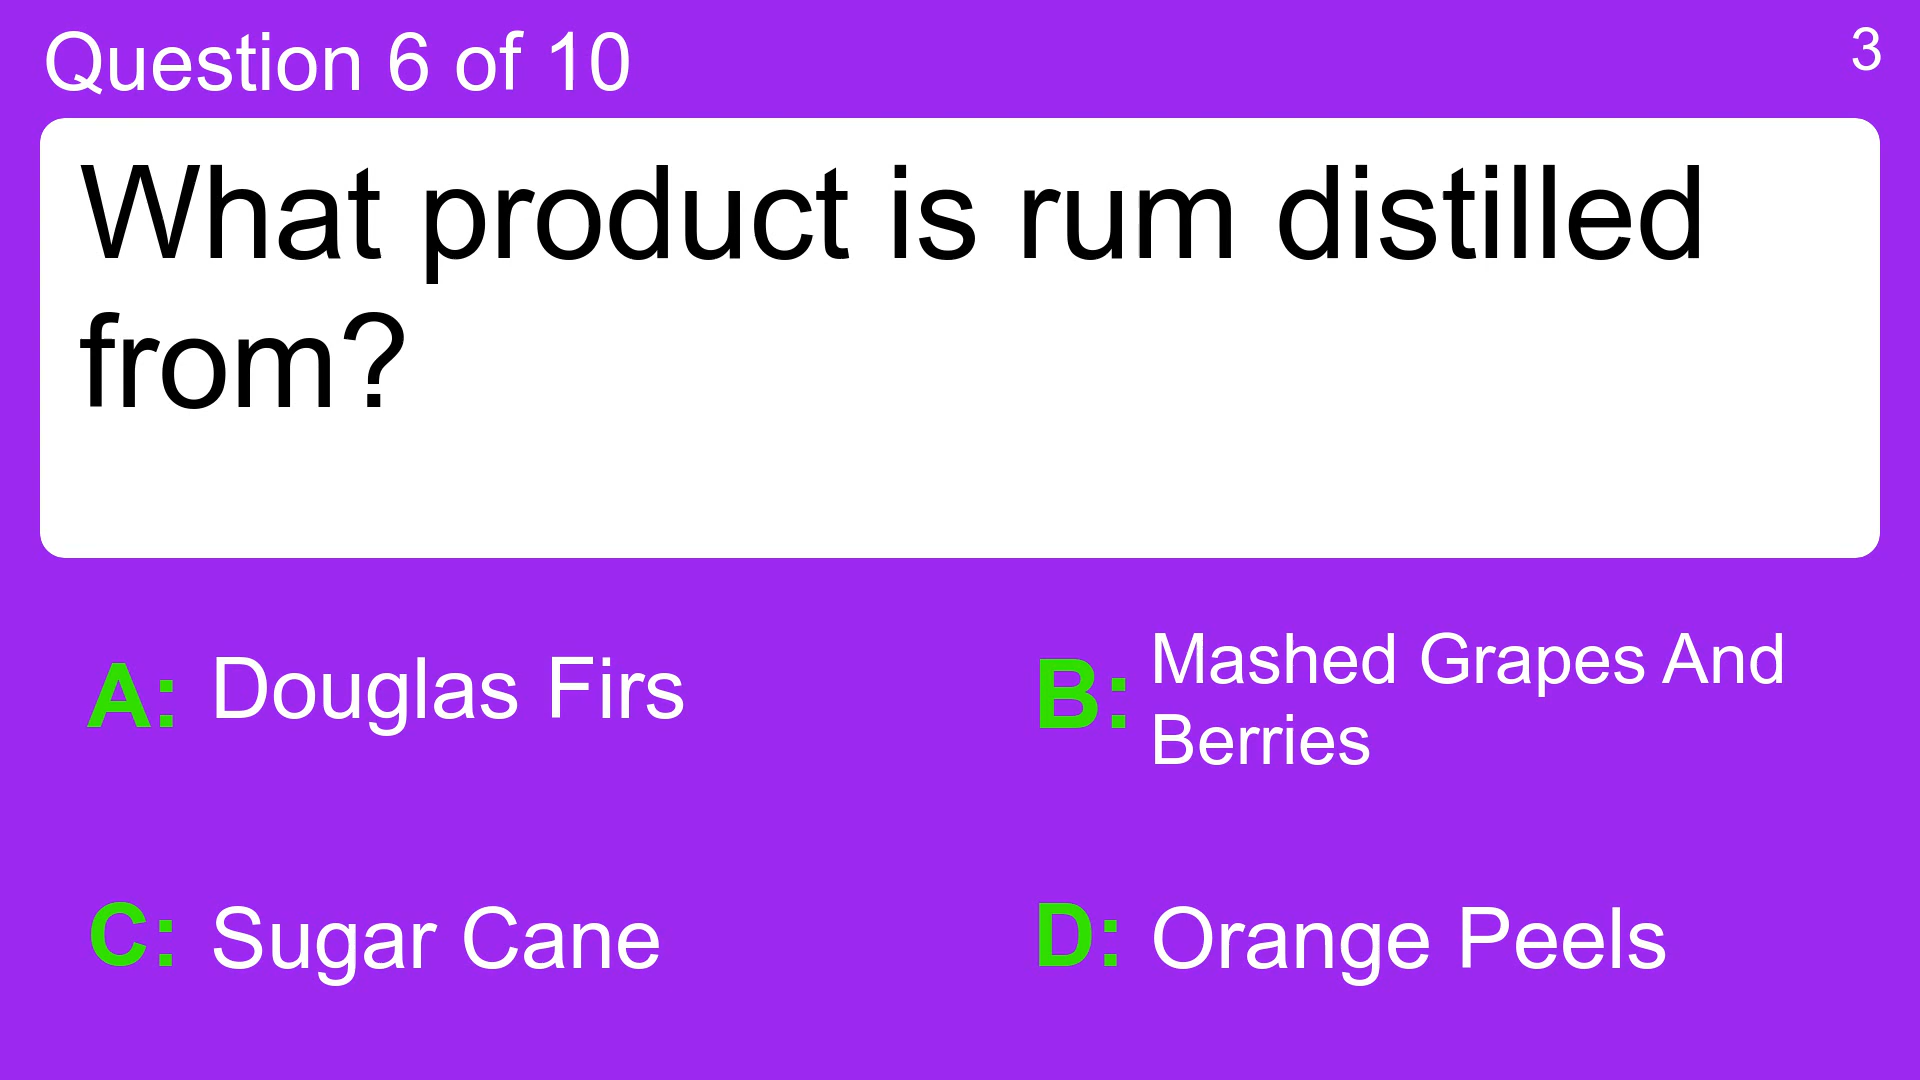 Question 6 of 10
3
What product is rum distilled
from?
A: Douglas Firs
B: Mashed Grapes And
Berries
C: Sugar Cane
D: Orange Peels